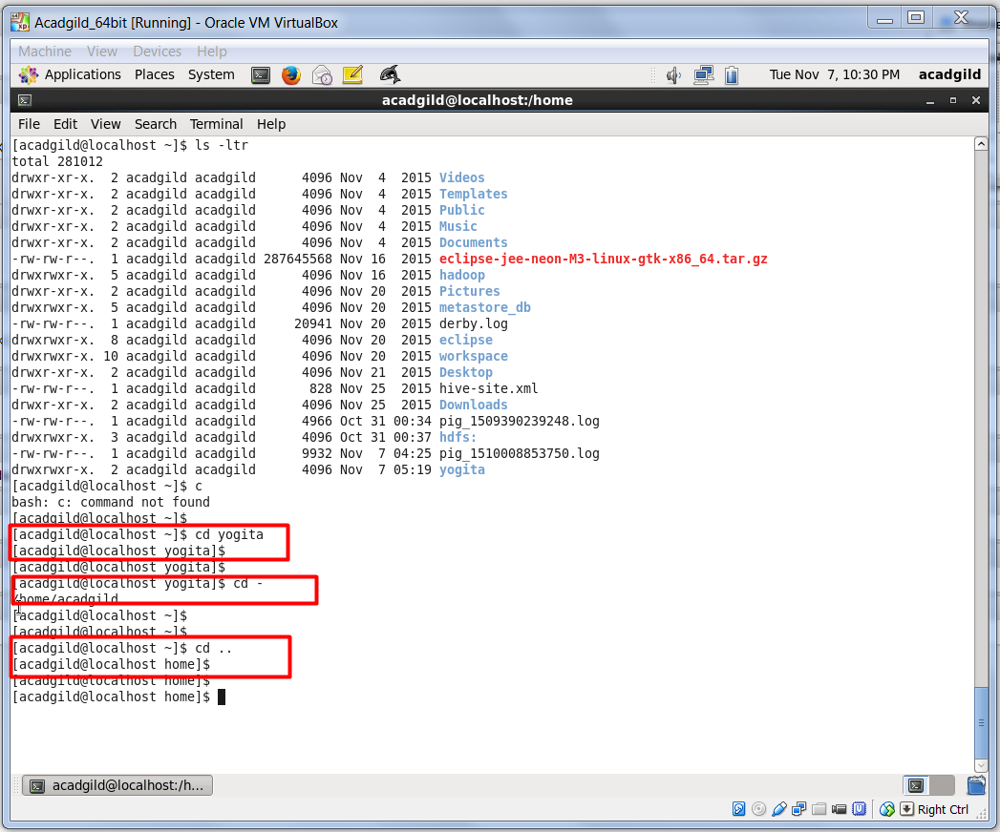 Acadgild_64bit [Running] - Oracle VM VirtualBox
Machine View Devices Help
Applications Places System Tue Nov 7, 10:30 PM acadgild
acadgild@localhost:/home
File Edit View Search Terminal Help
[acadgild@localhost ~]$ ls -ltr
total 281012
drwxr-xr-x. 2 acadgild acadgild 4096 Nov 4 2015 Videos
drwxr-xr-x. 2 acadgild acadgild 4096 Nov 4 2015 Templates
drwxr-xr-x. 2 acadgild acadgild 4096 Nov 4 2015 Public
drwxr-xr-x. 2 acadgild acadgild 4096 Nov 4 2015 Music
drwxr-xr-x. 2 acadgild acadgild 4096 Nov 4 2015 Documents
-rw-rw-r--. 1 acadgild acadgild 287645568 Nov 16 2015 eclipse-jee-neon-M3-linux-gtk-x86_64.tar.gz
drwxrwxr-x. 5 acadgild acadgild 4096 Nov 16 2015 hadoop
drwxr-xr-x. 2 acadgild acadgild 4096 Nov 20 2015 Pictures
drwxrwxr-x. 5 acadgild acadgild 4096 Nov 20 2015 metastore_db
-rw-rw-r--. 1 acadgild acadgild 20941 Nov 20 2015 derby.log
drwxrwxr-x. 8 acadgild acadgild 4096 Nov 20 2015 eclipse
drwxrwxr-x. 10 acadgild acadgild 4096 Nov 20 2015 workspace
drwxr-xr-x. 2 acadgild acadgild 4096 Nov 21 2015 Desktop
-rw-rw-r--. 1 acadgild acadgild 828 Nov 25 2015 hive-site.xml
drwxr-xr-x. 2 acadgild acadgild 4096 Nov 25 2015 Downloads
-rw-rw-r--. 1 acadgild acadgild 4966 Oct 31 00:34 pig_1509390239248.log
drwxrwxr-x. 3 acadgild acadgild 4096 Oct 31 00:37 hdfs:
-rw-rw-r--. 1 acadgild acadgild 9932 Nov 7 04:25 pig_1510008853750.log
drwxrwxr-x. 2 acadgild acadgild 4096 Nov 7 05:19 yogita
[acadgild@localhost ~]$ c
bash: c: command not found
[acadgild@localhost ~]$
[acadgild@localhost ~]$ cd yogita
[acadgild@localhost yogita]$
[acadgild@localhost yogita]$
[acadgild@localhost yogita]$ cd -
/home/acadgild
[acadgild@localhost ~]$
[acadgild@localhost ~]$
[acadgild@localhost ~]$ cd ..
[acadgild@localhost home]$
[acadgild@localhost home]$
[acadgild@localhost home]$
acadgild@localhost:/h...
Right Ctrl